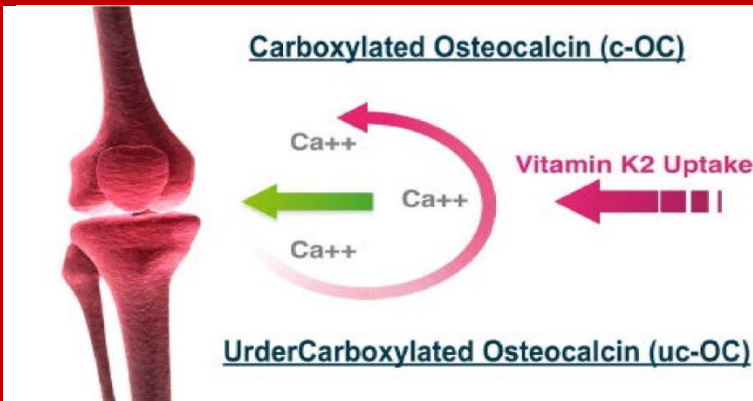 Carboxylated Osteocalcin (c-OC)
Ca++
Vitamin K2 Uptake
Ca++
Ca++
UrderCarboxylated Osteocalcin (uc-OC)